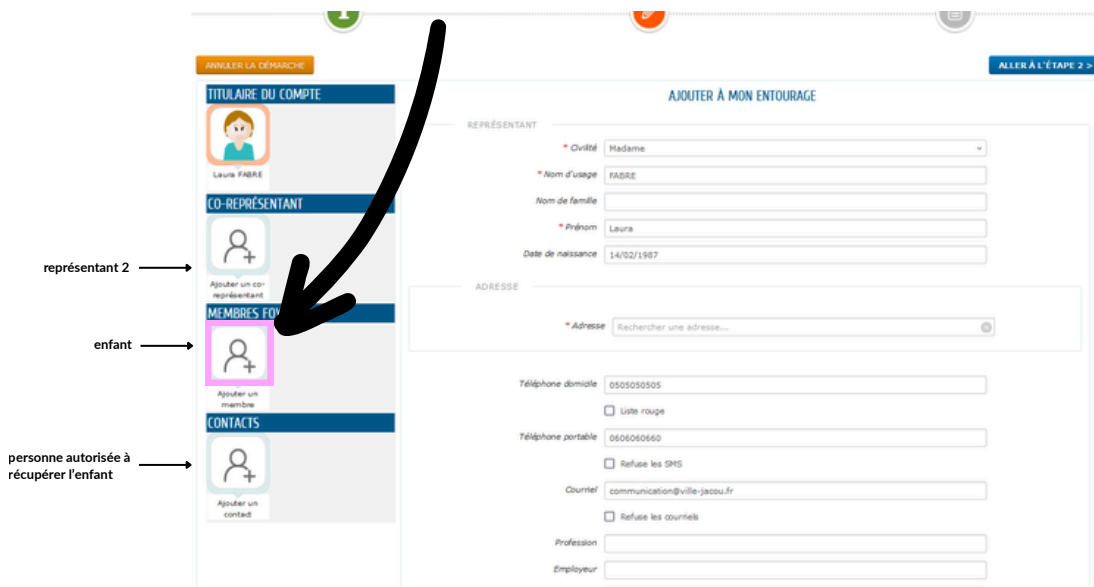 ANNULER LA DÉMARCHE
ALLER À L'ÉTAPE 2 >
TITULAIRE DU COMPTE
Laura FABRE
CO-REPRÉSENTANT
représentant 2
Ajouter un co-
représentant
MEMBRES
enfant
Ajouter un
membre
CONTACTS
personne autorisée à
récupérer l'enfant
Ajouter un
contact
AJOUTER À MON ENTOURAGE
REPRÉSENTANT
* Civilité Madame
* Nom d'usage FABRE
Nom de famille
* Prénom Laura
Date de naissance 14/02/1987
ADRESSE
* Adresse Rechercher une adresse...
Téléphone domicile 0505050505
Liste rouge
Téléphone portable 0606060660
Refuse les SMS
Courriel communication@ville-jacou.fr
Refuse les courriels
Profession
Employeur